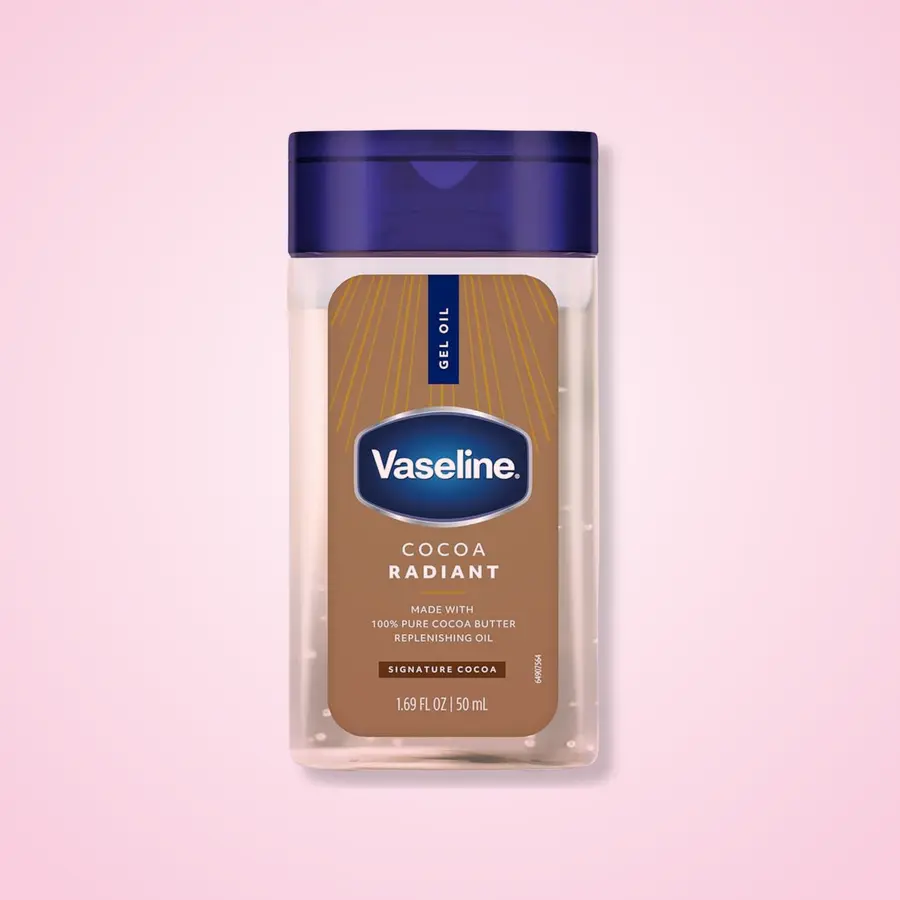 GEL OIL
Vaseline.
COCOA
RADIANT
MADE WITH
100% PURE COCOA BUTTER
REPLENISHING OIL
SIGNATURE COCOA
64907564
1.69 FL OZ | 50 mL